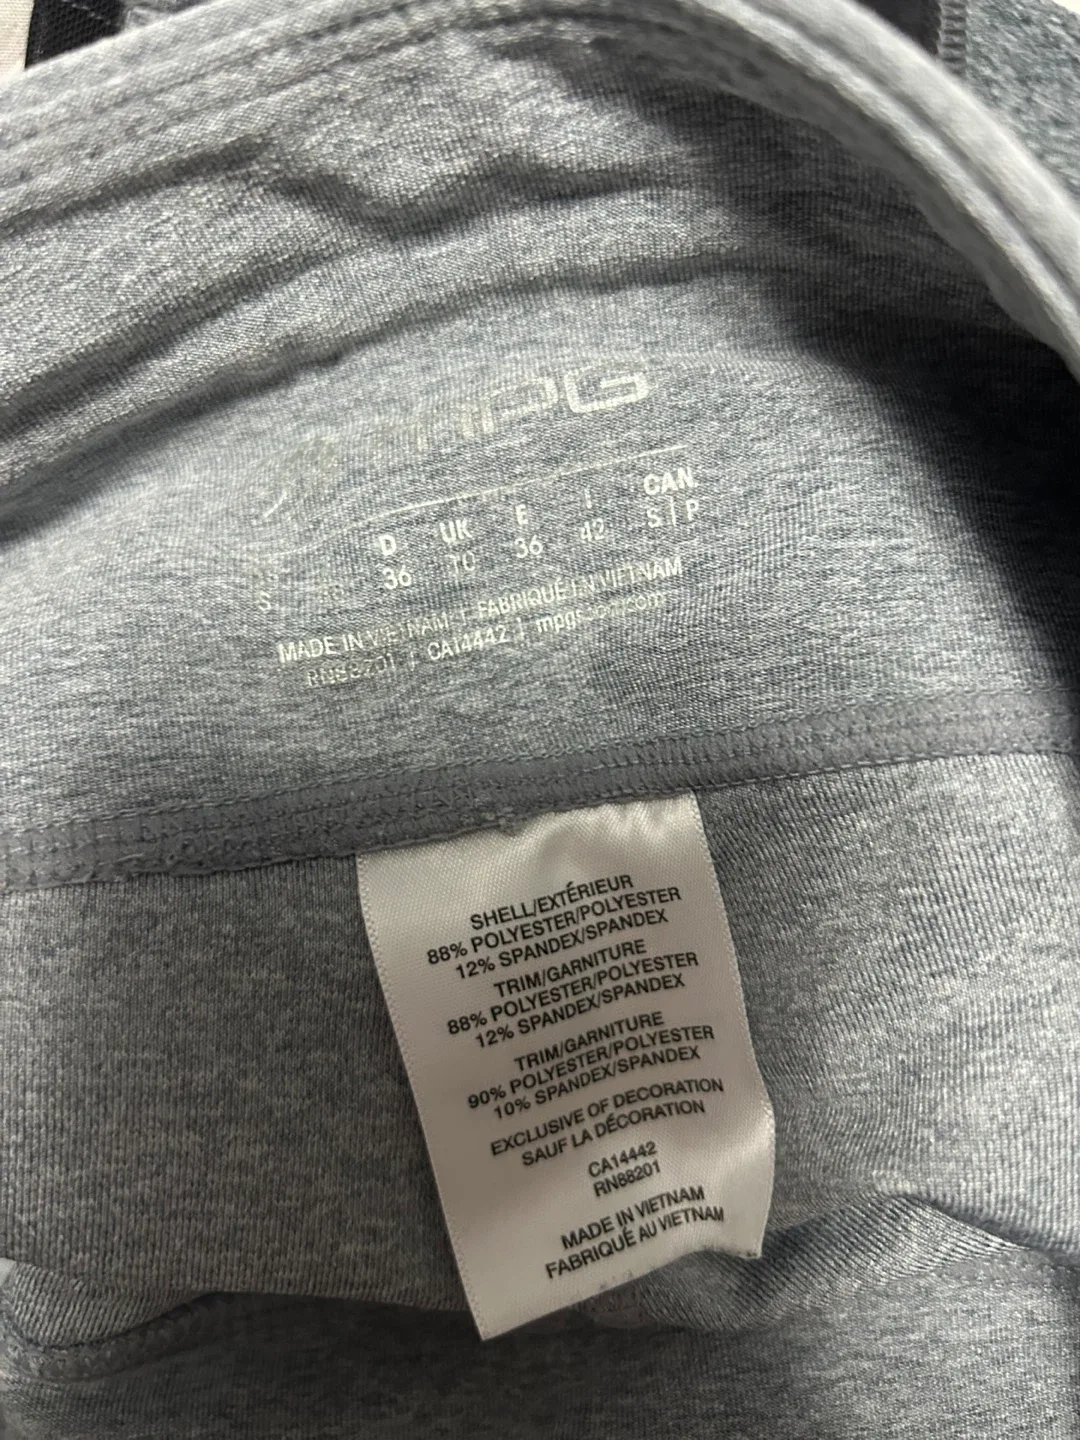 MPG
D UK E I CAN
S 36 10 36 42 S | P
MADE IN VIETNAM | FABRIQUÉ EN VIETNAM
RN88201 | CA14442 | mpgsport.com
SHELL/EXTÉRIEUR
88% POLYESTER/POLYESTER
12% SPANDEX/SPANDEX
TRIM/GARNITURE
88% POLYESTER/POLYESTER
12% SPANDEX/SPANDEX
TRIM/GARNITURE
90% POLYESTER/POLYESTER
10% SPANDEX/SPANDEX
EXCLUSIVE OF DECORATION
SAUF LA DÉCORATION
CA14442
RN88201
MADE IN VIETNAM
FABRIQUÉ AU VIETNAM